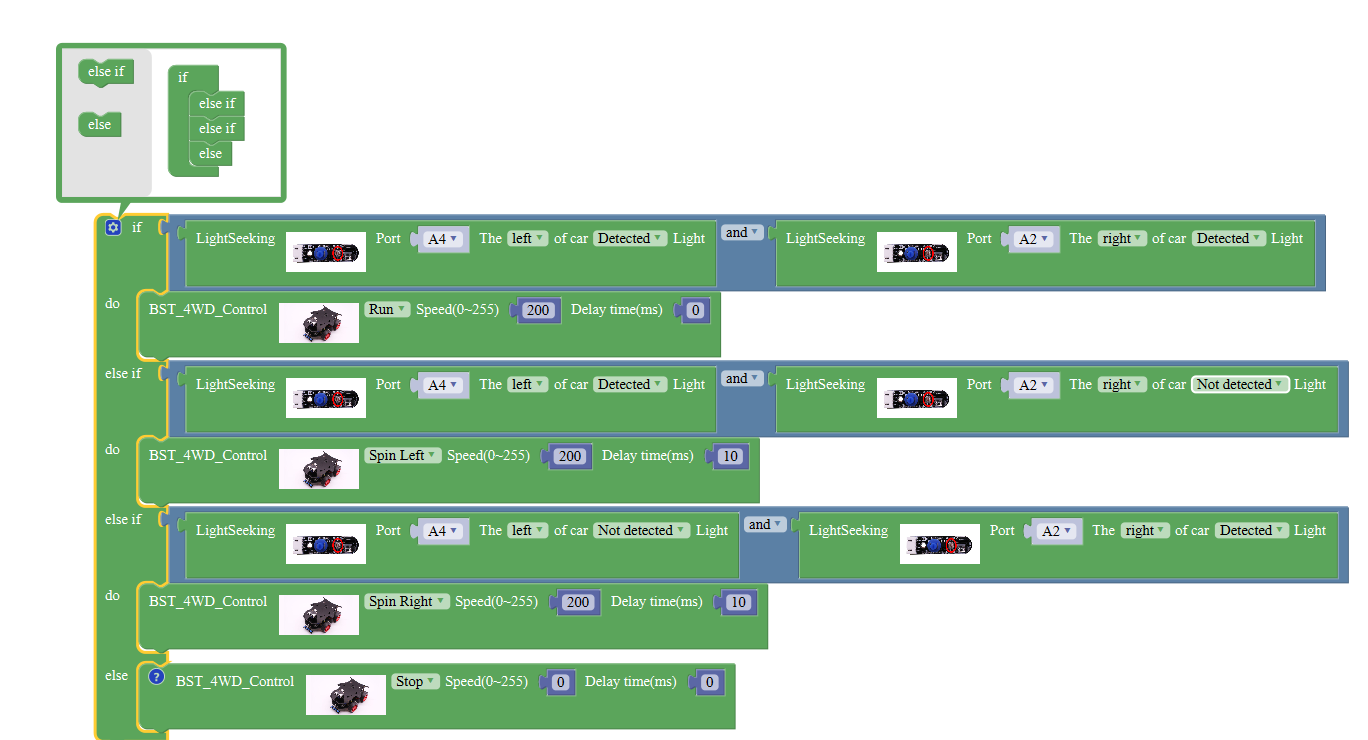 else if
else
if
else if
else if
else
if LightSeeking Port A4 The left of car Detected Light and LightSeeking Port A2 The right of car Detected Light
do BST_4WD_Control Run Speed(0~255) 200 Delay time(ms) 0
else if LightSeeking Port A4 The left of car Detected Light and LightSeeking Port A2 The right of car Not detected Light
do BST_4WD_Control Spin Left Speed(0~255) 200 Delay time(ms) 10
else if LightSeeking Port A4 The left of car Not detected Light and LightSeeking Port A2 The right of car Detected Light
do BST_4WD_Control Spin Right Speed(0~255) 200 Delay time(ms) 10
else ? BST_4WD_Control Stop Speed(0~255) 0 Delay time(ms) 0